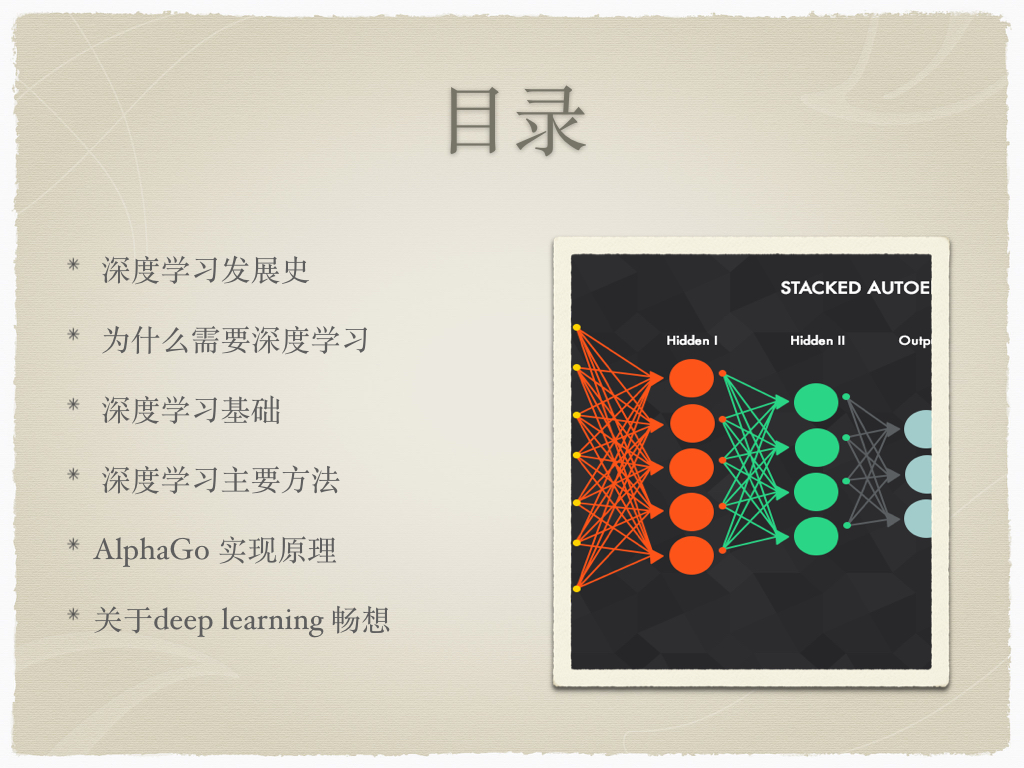 目录
* 深度学习发展史
* 为什么需要深度学习
* 深度学习基础
* 深度学习主要方法
* AlphaGo 实现原理
* 关于deep learning 畅想
STACKED AUTOE
Hidden I Hidden II Outp